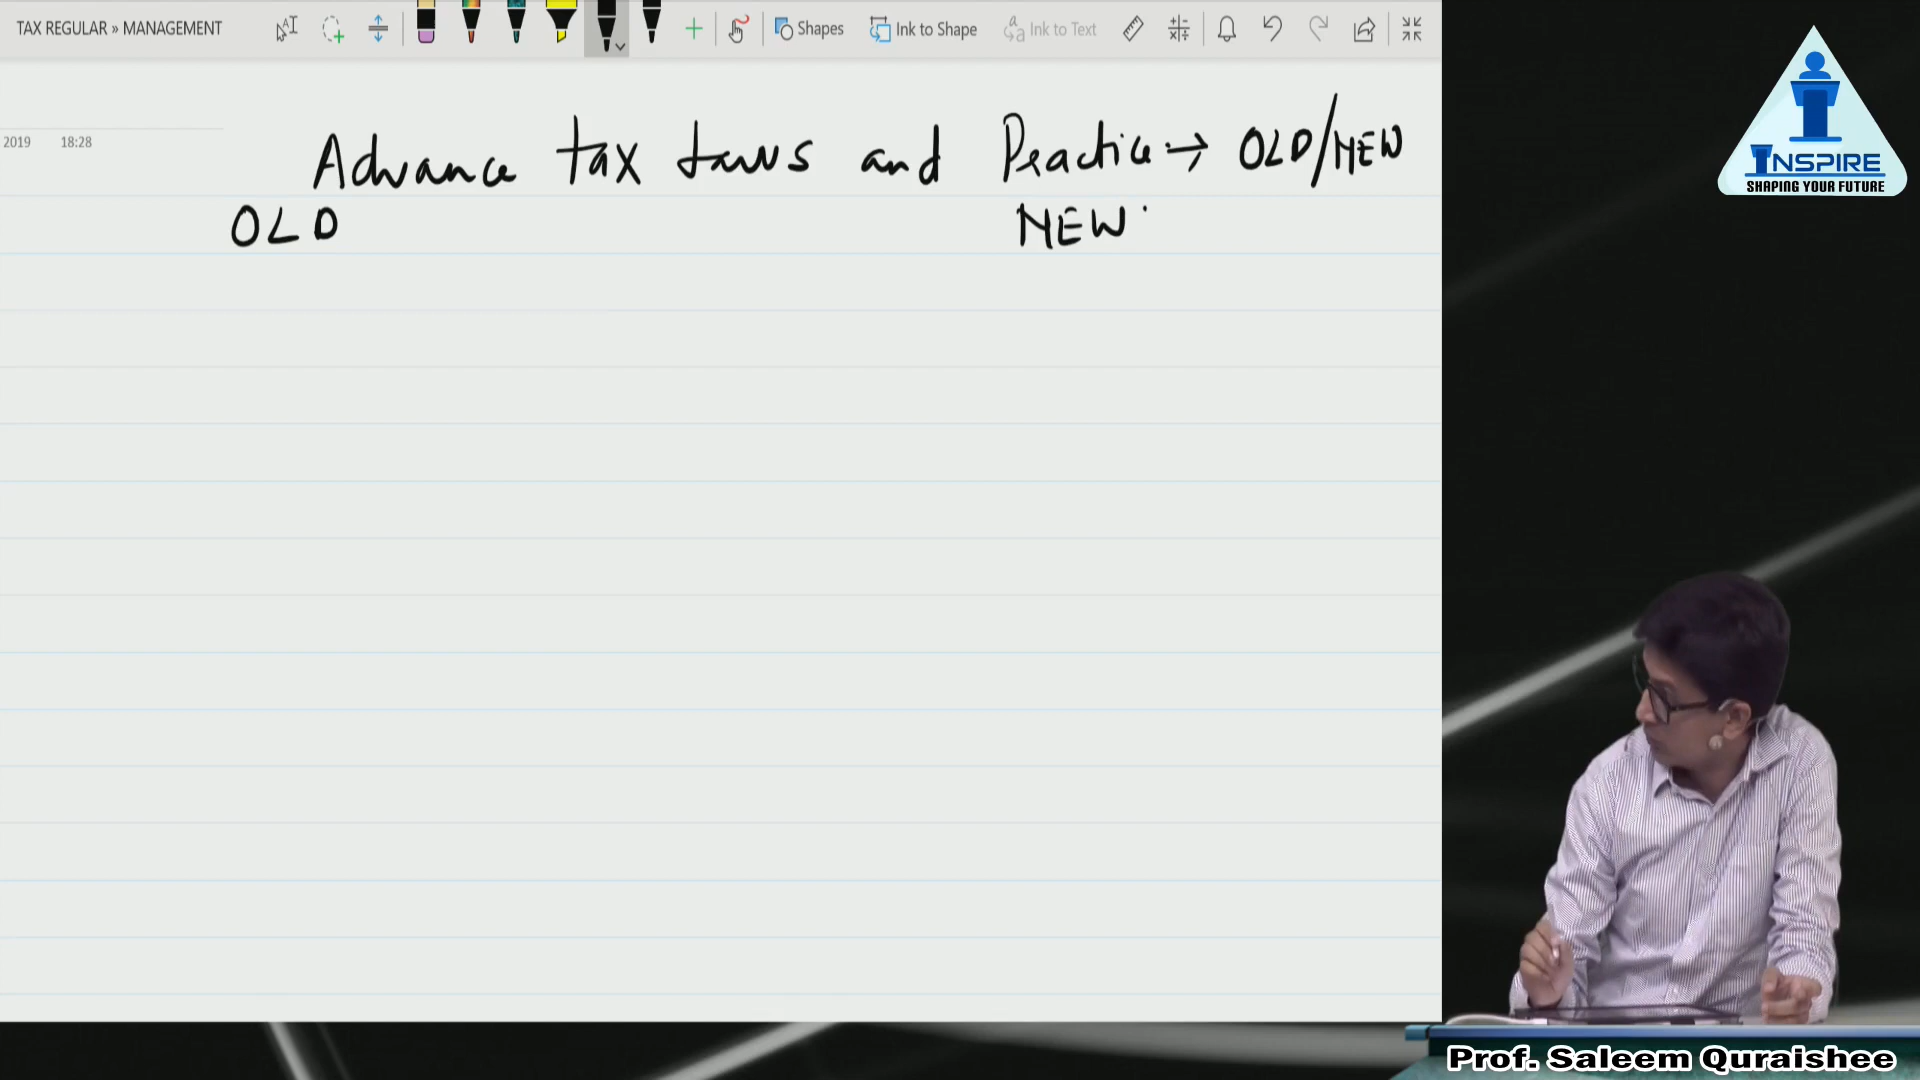 TAX REGULAR » MANAGEMENT
Shapes
Ink to Shape
Ink to Text
2019 18:28
Advance tax Laws and Practice → OLD/NEW
OLD NEW
INSPIRE
SHAPING YOUR FUTURE
Prof. Saleem Quraishee